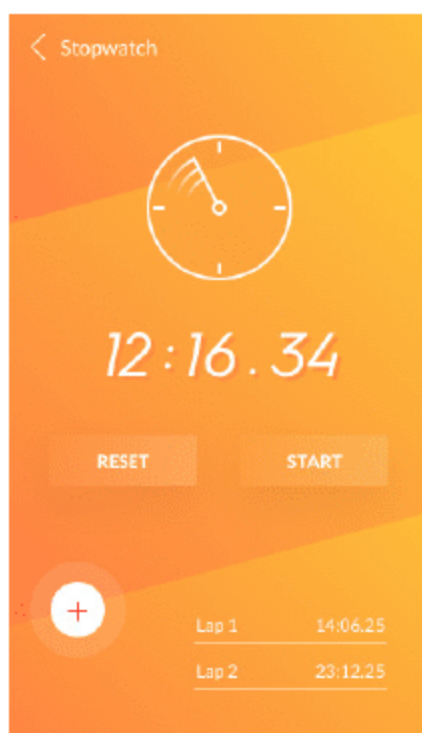 Stopwatch
12:16.34
RESET START
+
Lap 1 14:06.25
Lap 2 23:12.25